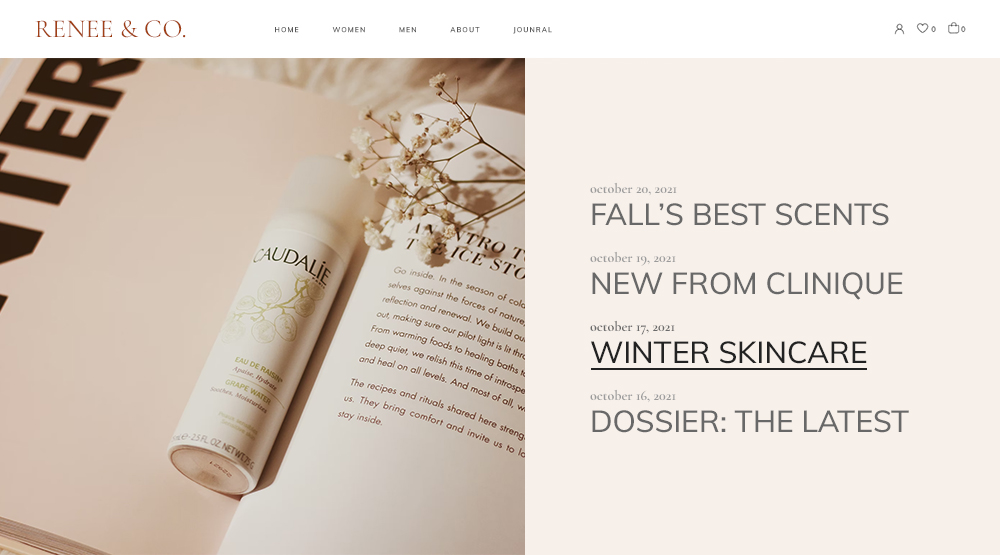 RENEE & CO.
HOME WOMEN MEN ABOUT JOUNRAL
0 0
NTER
CAUDALIE
EAU DE RAISIN
Apaise, Hydrate
GRAPE WATER
Soothes, Moisturizes
2.5 FL. OZ. NETWT
AN INTRO T
THE ICE STO
Go inside. In the season of cold
selves against the forces of nature,
reflection and renewal. We build ou
out, making sure our pilot light is lit thro
From warming foods to healing baths t
deep quiet, we relish this time of introspe
and heal on all levels. And most of all, w
The recipes and rituals shared here streng
us. They bring comfort and invite us to lo
stay inside.
october 20, 2021
FALL’S BEST SCENTS
october 19, 2021
NEW FROM CLINIQUE
october 17, 2021
WINTER SKINCARE
october 16, 2021
DOSSIER: THE LATEST